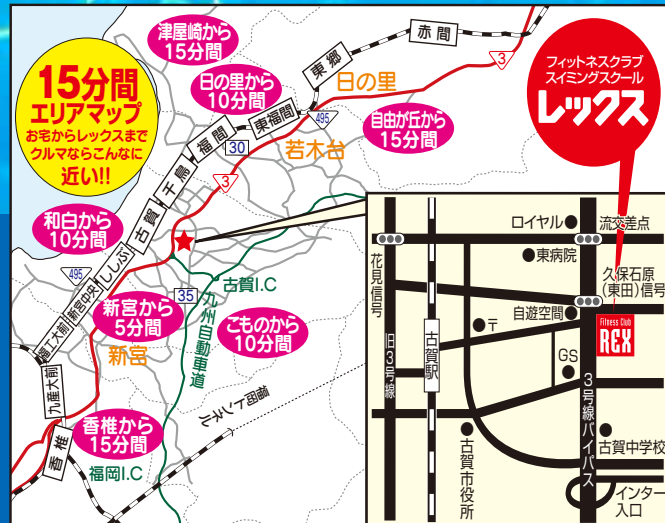 15分間
エリアマップ
お宅からレックスまで
クルマならこんなに
近い!!
津屋崎から
15分間
日の里から
10分間
自由が丘から
15分間
和白から
10分間
新宮から
5分間
こものから
10分間
香椎から
15分間
赤間
東郷
東福間
福間
千鳥
古賀
ししぶ
新宮中央
福工大前
九産大前
香椎
日の里
若木台
新宮
3
495
30
3
495
35
古賀I.C
九州自動車道
福岡トンネル
福岡I.C
フィットネスクラブ
スイミングスクール
レックス
ロイヤル
流交差点
東病院
花見信号
久保石原
(東田)信号
自遊空間
Fitness Club
REX
〒
古賀駅
旧3号線
GS
3号線バイパス
古賀市役所
古賀中学校
インター
入口